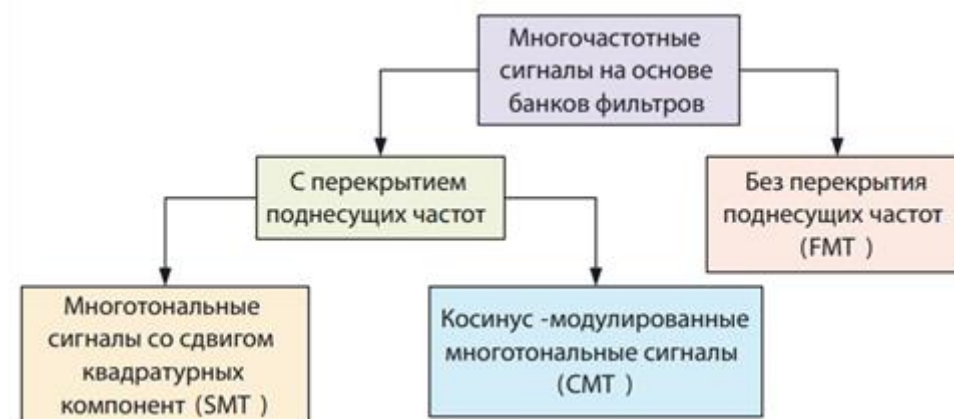 Многочастотные
сигналы на основе
банков фильтров
С перекрытием
поднесущих частот
Без перекрытия
поднесущих частот
(FMT )
Многотональные
сигналы со сдвигом
квадратурных
компонент (SMT )
Косинус -модулированные
многотональные сигналы
(CMT )